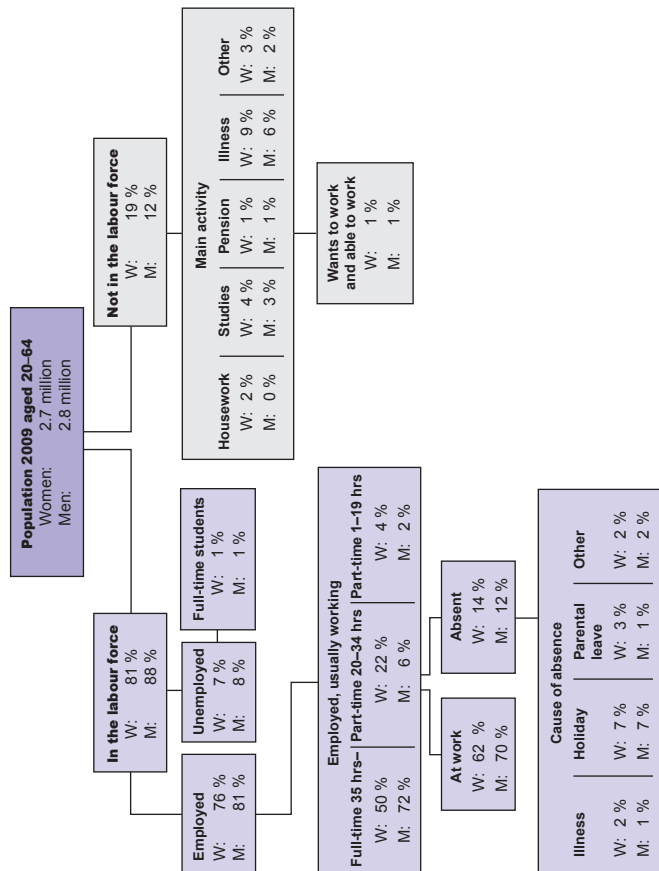 Population 2009 aged 20–64
Women: 2.7 million
Men: 2.8 million
In the labour force
W: 81 %
M: 88 %
Not in the labour force
W: 19 %
M: 12 %
Employed
W: 76 %
M: 81 %
Unemployed
W: 7 %
M: 8 %
Full-time students
W: 1 %
M: 1 %
Main activity
Housework
W: 2 %
M: 0 %
Studies
W: 4 %
M: 3 %
Pension
W: 1 %
M: 1 %
Illness
W: 9 %
M: 6 %
Other
W: 3 %
M: 2 %
Wants to work
and able to work
W: 1 %
M: 1 %
Employed, usually working
Full-time 35 hrs–
W: 50 %
M: 72 %
Part-time 20–34 hrs
W: 22 %
M: 6 %
Part-time 1–19 hrs
W: 4 %
M: 2 %
At work
W: 62 %
M: 70 %
Absent
W: 14 %
M: 12 %
Cause of absence
Illness
W: 2 %
M: 1 %
Holiday
W: 7 %
M: 7 %
Parental
leave
W: 3 %
M: 1 %
Other
W: 2 %
M: 2 %